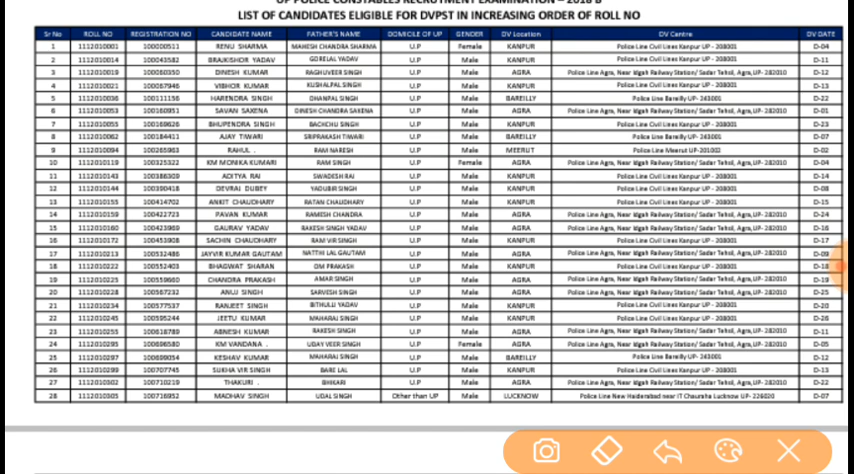 UP POLICE CONSTABLES RECRUITMENT EXAMINATION – 2018 B
LIST OF CANDIDATES ELIGIBLE FOR DVPST IN INCREASING ORDER OF ROLL NO
Sr No ROLL NO REGISTRATION NO CANDIDATE NAME FATHER'S NAME DOMICILE OF UP GENDER DV Location DV Centre DV DATE
1 1112010001 100000511 RENU SHARMA MAHESH CHANDRA SHARMA U.P Female KANPUR Police Line Civil Lines Kanpur UP - 208001 D-04
2 1112010014 100043582 BRAJKISHOR YADAV GORELAL YADAV U.P Male KANPUR Police Line Civil Lines Kanpur UP - 208001 D-11
3 1112010019 100060350 DINESH KUMAR RAGHUVEER SINGH U.P Male AGRA Police Line Agra, Near Idgah Railway Station/ Sadar Tehsil, Agra,UP- 282010 D-12
4 1112010021 100067946 VIBHOR KUMAR KUSHALPAL SINGH U.P Male KANPUR Police Line Civil Lines Kanpur UP - 208001 D-13
5 1112010036 100111156 HARENDRA SINGH DHANPAL SINGH U.P Male BAREILLY Police Line Bareilly UP- 243001 D-22
6 1112010053 100160951 SAVAN SAXENA DINESH CHANDRA SAXENA U.P Male AGRA Police Line Agra, Near Idgah Railway Station/ Sadar Tehsil, Agra,UP- 282010 D-01
7 1112010055 100169626 BHUPENDRA SINGH BACHCHU SINGH U.P Male KANPUR Police Line Civil Lines Kanpur UP - 208001 D-23
8 1112010062 100184411 AJAY TIWARI SRIPRAKASH TIWARI U.P Male BAREILLY Police Line Bareilly UP- 243001 D-07
9 1112010094 100265963 RAHUL . RAM NARESH U.P Male MEERUT Police Line Meerut UP-201002 D-02
10 1112010119 100325322 KM MONIKA KUMARI RAM SINGH U.P Female AGRA Police Line Agra, Near Idgah Railway Station/ Sadar Tehsil, Agra,UP- 282010 D-04
11 1112010143 100386309 ADITYA RAI SWADESH RAI U.P Male KANPUR Police Line Civil Lines Kanpur UP - 208001 D-14
12 1112010144 100390418 DEVRAJ DUBEY YADUBIR SINGH U.P Male KANPUR Police Line Civil Lines Kanpur UP - 208001 D-08
13 1112010155 100414702 ANKIT CHAUDHARY RATAN CHAUDHARY U.P Male KANPUR Police Line Civil Lines Kanpur UP - 208001 D-15
14 1112010159 100422723 PAVAN KUMAR RAMESH CHANDRA U.P Male AGRA Police Line Agra, Near Idgah Railway Station/ Sadar Tehsil, Agra,UP- 282010 D-24
15 1112010160 100423969 GAURAV YADAV RAKESH SINGH YADAV U.P Male AGRA Police Line Agra, Near Idgah Railway Station/ Sadar Tehsil, Agra,UP- 282010 D-16
16 1112010172 100453908 SACHIN CHAUDHARY RAM VIR SINGH U.P Male KANPUR Police Line Civil Lines Kanpur UP - 208001 D-17
17 1112010213 100532486 JAYVIR KUMAR GAUTAM NATTHI LAL GAUTAM U.P Male AGRA Police Line Agra, Near Idgah Railway Station/ Sadar Tehsil, Agra,UP- 282010 D-09
18 1112010222 100552403 BHAGWAT SHARAN OM PRAKASH U.P Male KANPUR Police Line Civil Lines Kanpur UP - 208001 D-18
19 1112010225 100559660 CHANDRA PRAKASH AMAR SINGH U.P Male AGRA Police Line Agra, Near Idgah Railway Station/ Sadar Tehsil, Agra,UP- 282010 D-19
20 1112010228 100567232 ANUJ SINGH SARVESH SINGH U.P Male AGRA Police Line Agra, Near Idgah Railway Station/ Sadar Tehsil, Agra,UP- 282010 D-25
21 1112010234 100577537 RANJEET SINGH BITHULU YADAV U.P Male KANPUR Police Line Civil Lines Kanpur UP - 208001 D-20
22 1112010245 100595244 JEETU KUMAR MAHARAJ SINGH U.P Male KANPUR Police Line Civil Lines Kanpur UP - 208001 D-26
23 1112010255 100618789 ABNESH KUMAR RAKESH SINGH U.P Male AGRA Police Line Agra, Near Idgah Railway Station/ Sadar Tehsil, Agra,UP- 282010 D-11
24 1112010295 100696580 KM VANDANA . UDAY VEER SINGH U.P Female AGRA Police Line Agra, Near Idgah Railway Station/ Sadar Tehsil, Agra,UP- 282010 D-05
25 1112010297 100699054 KESHAV KUMAR MAHARAJ SINGH U.P Male BAREILLY Police Line Bareilly UP- 243001 D-12
26 1112010299 100707745 SUKHA VIR SINGH BARE LAL U.P Male KANPUR Police Line Civil Lines Kanpur UP - 208001 D-13
27 1112010302 100710219 THAKURI . BHIKARI U.P Male AGRA Police Line Agra, Near Idgah Railway Station/ Sadar Tehsil, Agra,UP- 282010 D-22
28 1112010305 100716952 MADHAV SINGH UDAL SINGH Other than UP Male LUCKNOW Police Line New Haiderabad near IT Chauraha Lucknow UP- 226020 D-07